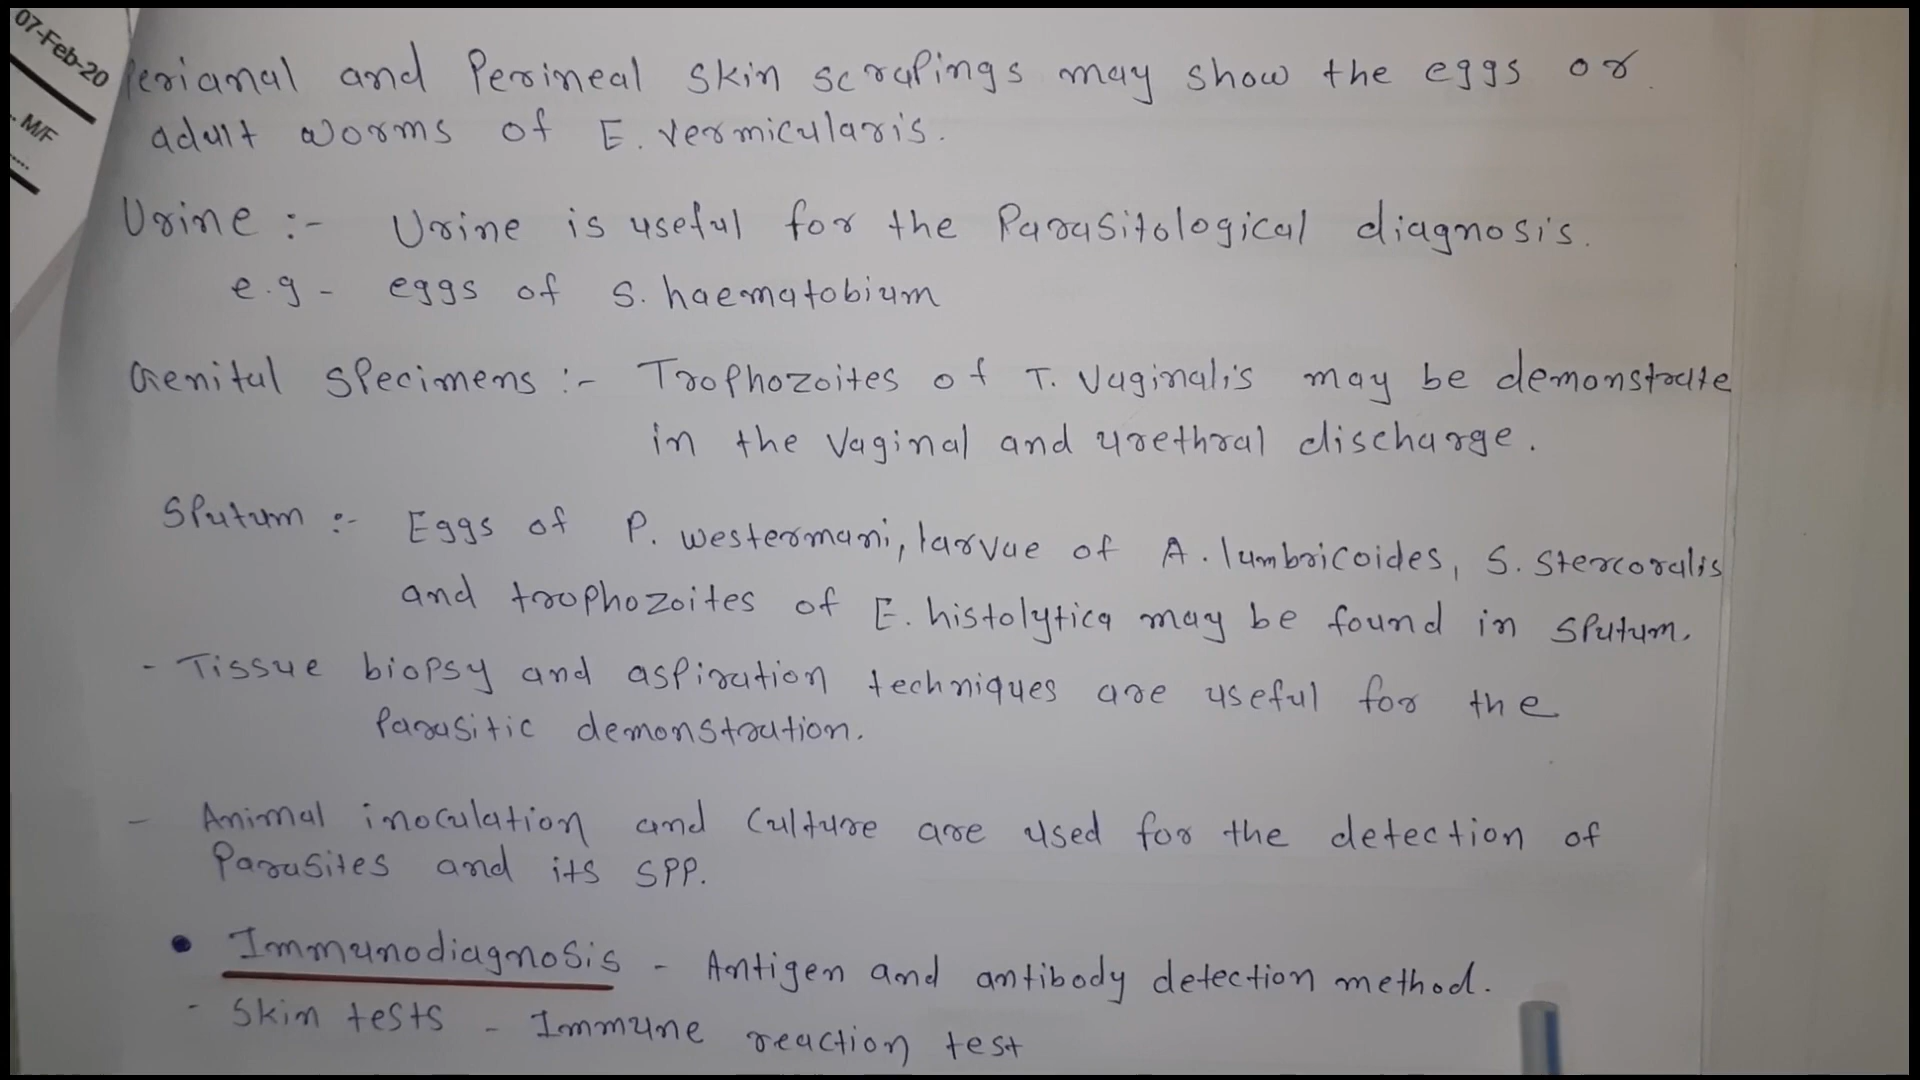 07-Feb-20
M/F
Perianal and Perineal skin scrapings may show the eggs or
adult worms of E. vermicularis.
Urine :- Urine is useful for the Parasitological diagnosis.
e.g - eggs of S. haematobium
Genital specimens :- Trophozoites of T. vaginalis may be demonstrate
in the vaginal and urethral discharge.
Sputum :- Eggs of P. westermani, larvae of A. lumbricoides, S. stercoralis
and trophozoites of E. histolytica may be found in sputum.
- Tissue biopsy and aspiration techniques are useful for the
Parasitic demonstration.
- Animal inoculation and culture are used for the detection of
Parasites and its SPP.
• Immunodiagnosis - Antigen and antibody detection method.
- Skin tests - Immune reaction test